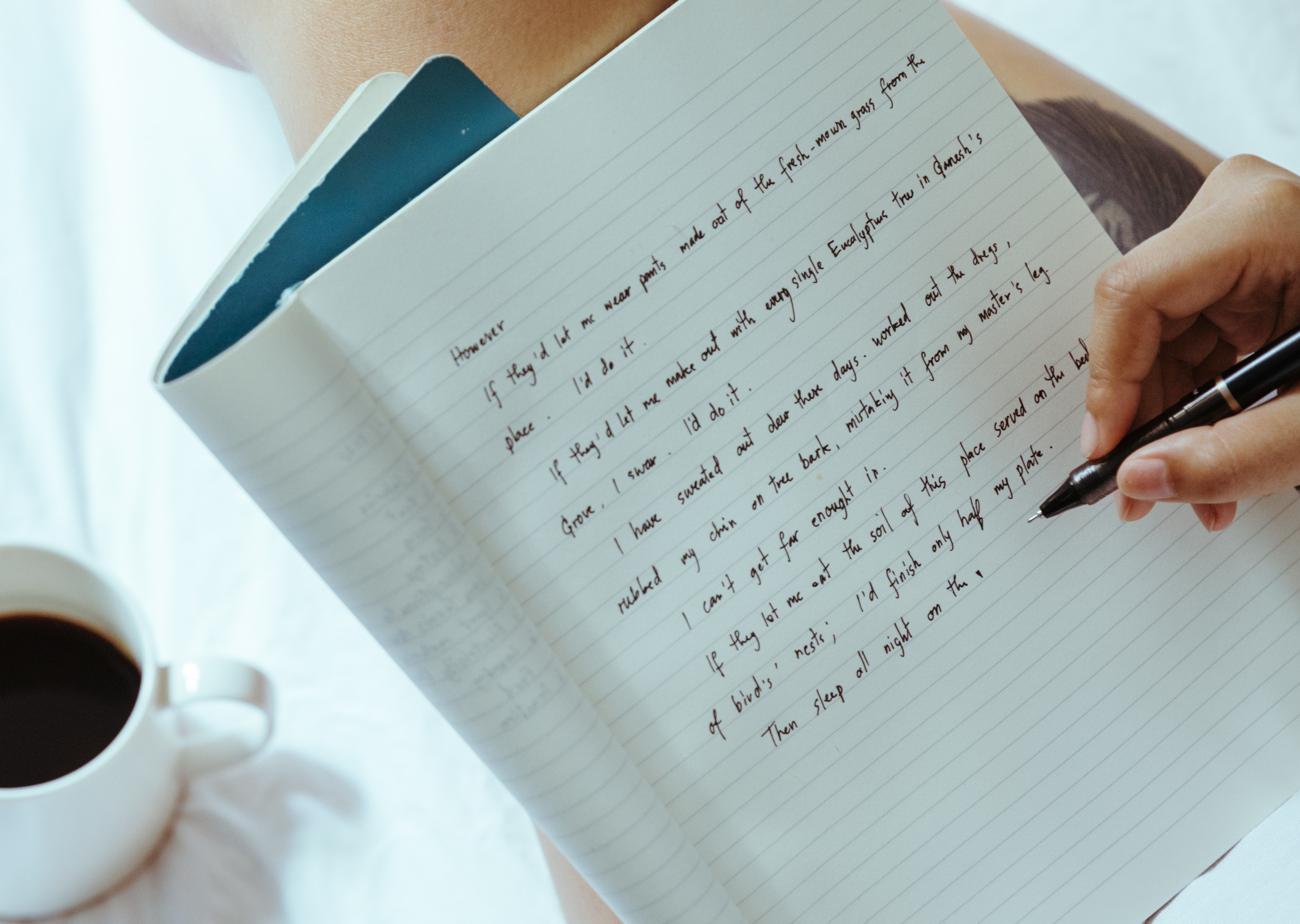 However
If they'd let me wear pants made out of the fresh-mown grass from the
place. I'd do it.
If they'd let me make out with every single Eucalyptus tree in Ganesh's
Grove, I swear. I'd do it.
I have sweated out dew these days. worked out the dregs,
rubbed my chin on tree bark, mistaking it from my master's leg.
I can't get far enought in.
If they let me eat the soil of this place served on the bed
of bird's' nests; I'd finish only half my plate.
Then sleep all night on the